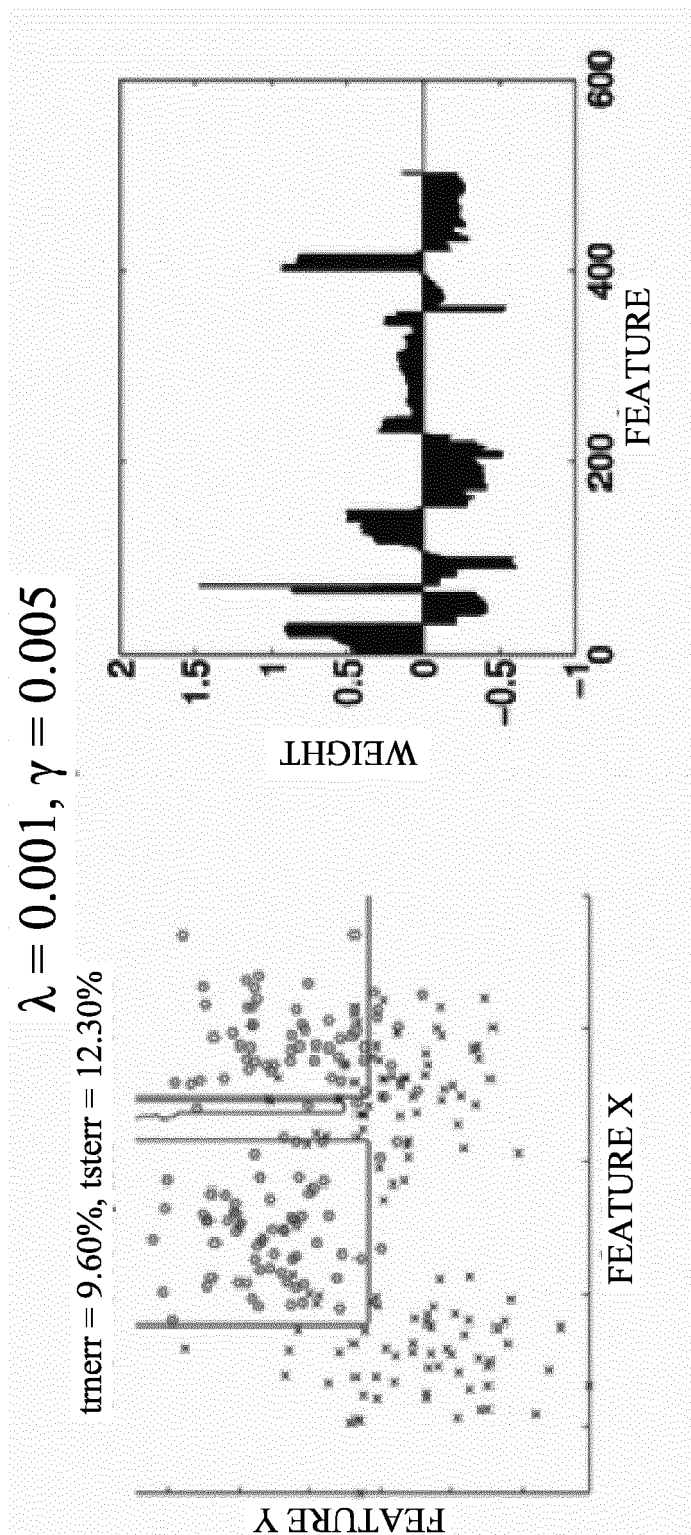 λ = 0.001, γ = 0.005
trnerr = 9.60%, tsterr = 12.30%
FEATURE Y
FEATURE X
WEIGHT
2
1.5
1
0.5
0
-0.5
-1
0
200
400
600
FEATURE